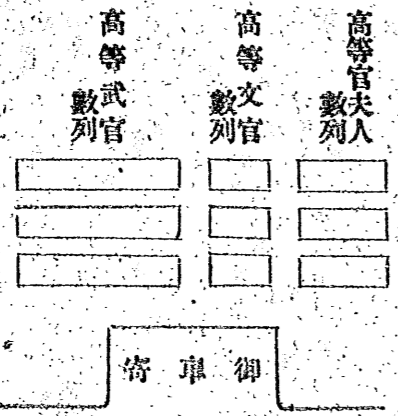 高等官夫人
數列
高等文官
數列
高等武官
數列
御車寄